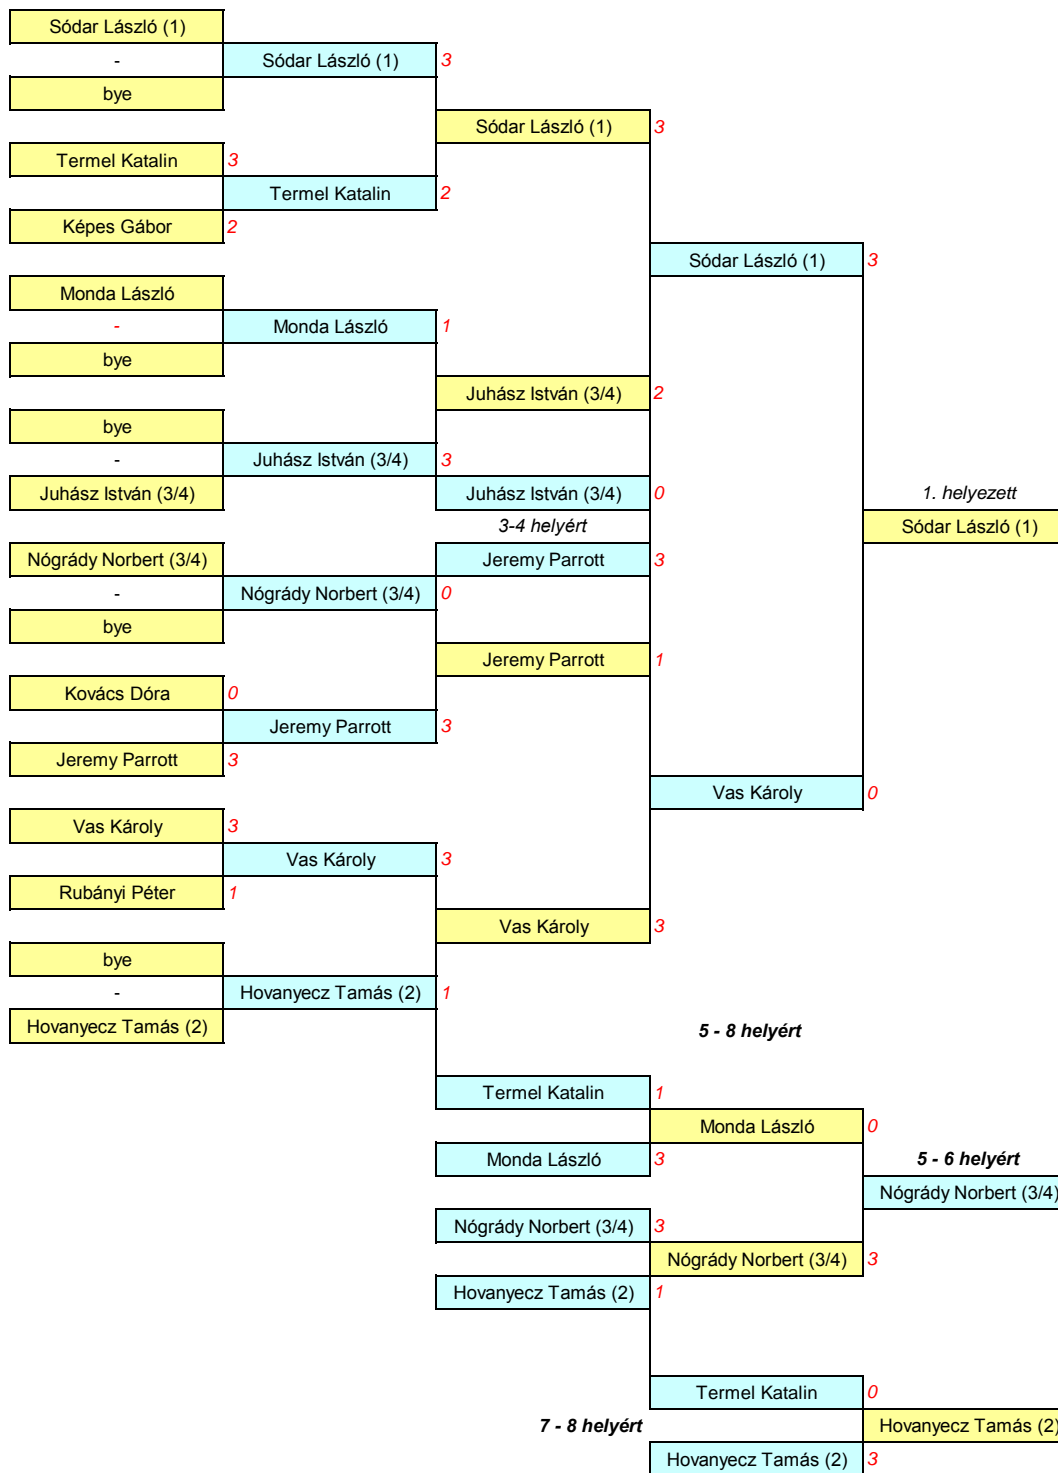 Sódar László (1)
-
Sódar László (1) 3
bye
Sódar László (1) 3
Termel Katalin 3
Termel Katalin 2
Képes Gábor 2
Sódar László (1) 3
Monda László
-
Monda László 1
bye
Juhász István (3/4) 2
bye
-
Juhász István (3/4) 3
Juhász István (3/4)
Juhász István (3/4) 0
1. helyezett
3-4 helyért
Sódar László (1)
Nógrády Norbert (3/4)
Jeremy Parrott 3
-
Nógrády Norbert (3/4) 0
bye
Jeremy Parrott 1
Kovács Dóra 0
Jeremy Parrott 3
Jeremy Parrott 3
Vas Károly 0
Vas Károly 3
Vas Károly 3
Rubányi Péter 1
Vas Károly 3
bye
-
Hovanyecz Tamás (2) 1
Hovanyecz Tamás (2)
5 - 8 helyért
Termel Katalin 1
Monda László 0
Monda László 3
5 - 6 helyért
Nógrády Norbert (3/4)
Nógrády Norbert (3/4) 3
Nógrády Norbert (3/4) 3
Hovanyecz Tamás (2) 1
Termel Katalin 0
7 - 8 helyért
Hovanyecz Tamás (2)
Hovanyecz Tamás (2) 3